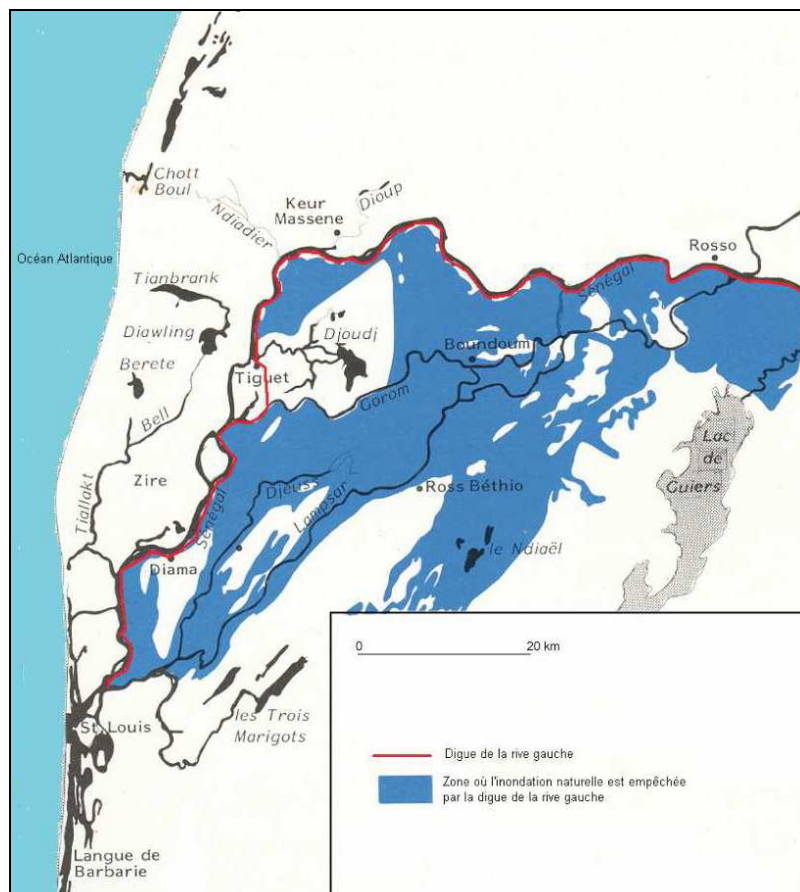 Chott
Boul
Ndiadier
Keur
Massene
Dioup
Océan Atlantique
Rosso
Tianbrank
Sénégal
Diawling
Djoudj
Boundoum
Berete
Tiguet
Gorom
Bell
Lac
de
Guiers
Zire
Djeuss
Ross Béthio
Tiallakt
Lampsar
Sénégal
le Ndiaël
Diama
0 20 km
les Trois
Marigots
St. Louis
Digue de la rive gauche
Zone où l'inondation naturelle est empêchée
par la digue de la rive gauche
Langue de
Barbarie